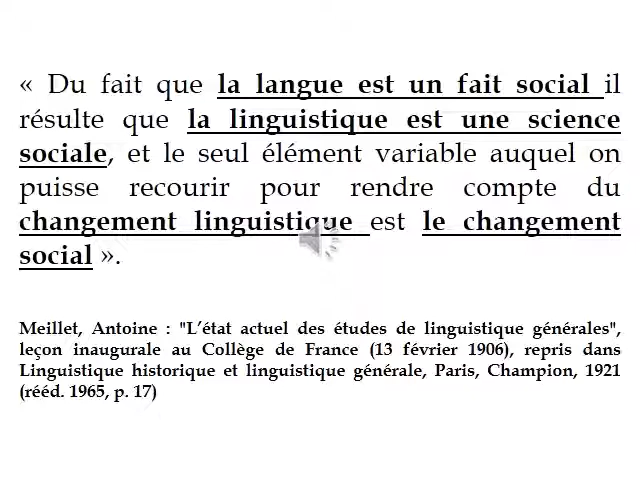 « Du fait que la langue est un fait social il
résulte que la linguistique est une science
sociale, et le seul élément variable auquel on
puisse recourir pour rendre compte du
changement linguistique est le changement
social ».
Meillet, Antoine : "L’état actuel des études de linguistique générales",
leçon inaugurale au Collège de France (13 février 1906), repris dans
Linguistique historique et linguistique générale, Paris, Champion, 1921
(rééd. 1965, p. 17)